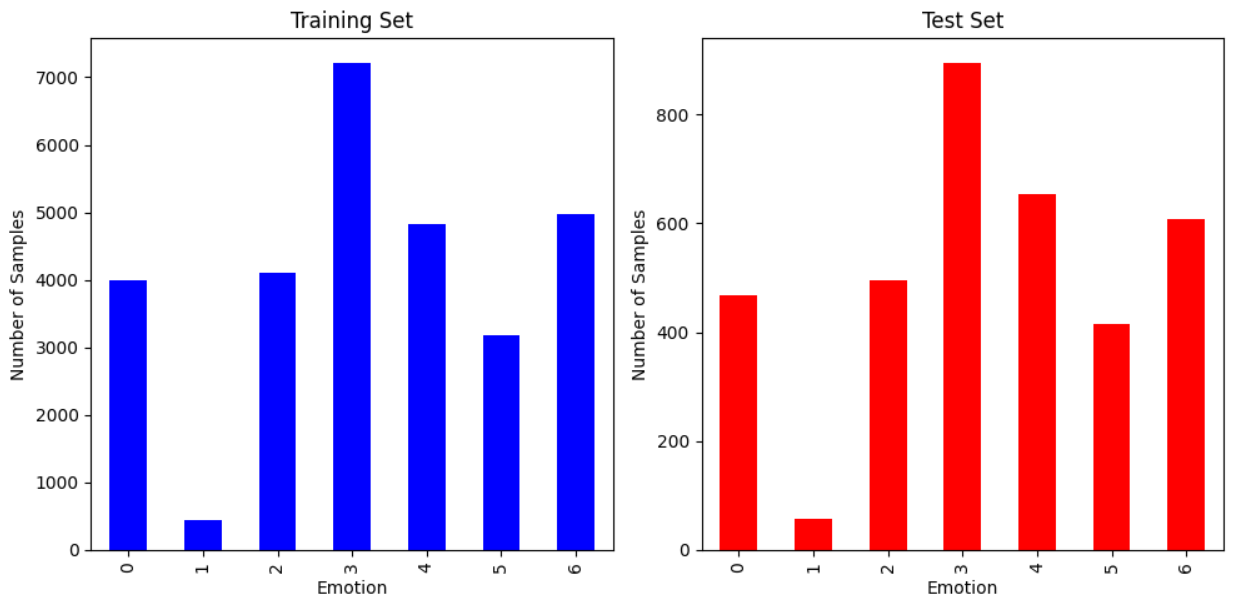 Training Set
Number of Samples
7000
6000
5000
4000
3000
2000
1000
0
0 1 2 3 4 5 6
Emotion
Test Set
Number of Samples
800
600
400
200
0
0 1 2 3 4 5 6
Emotion